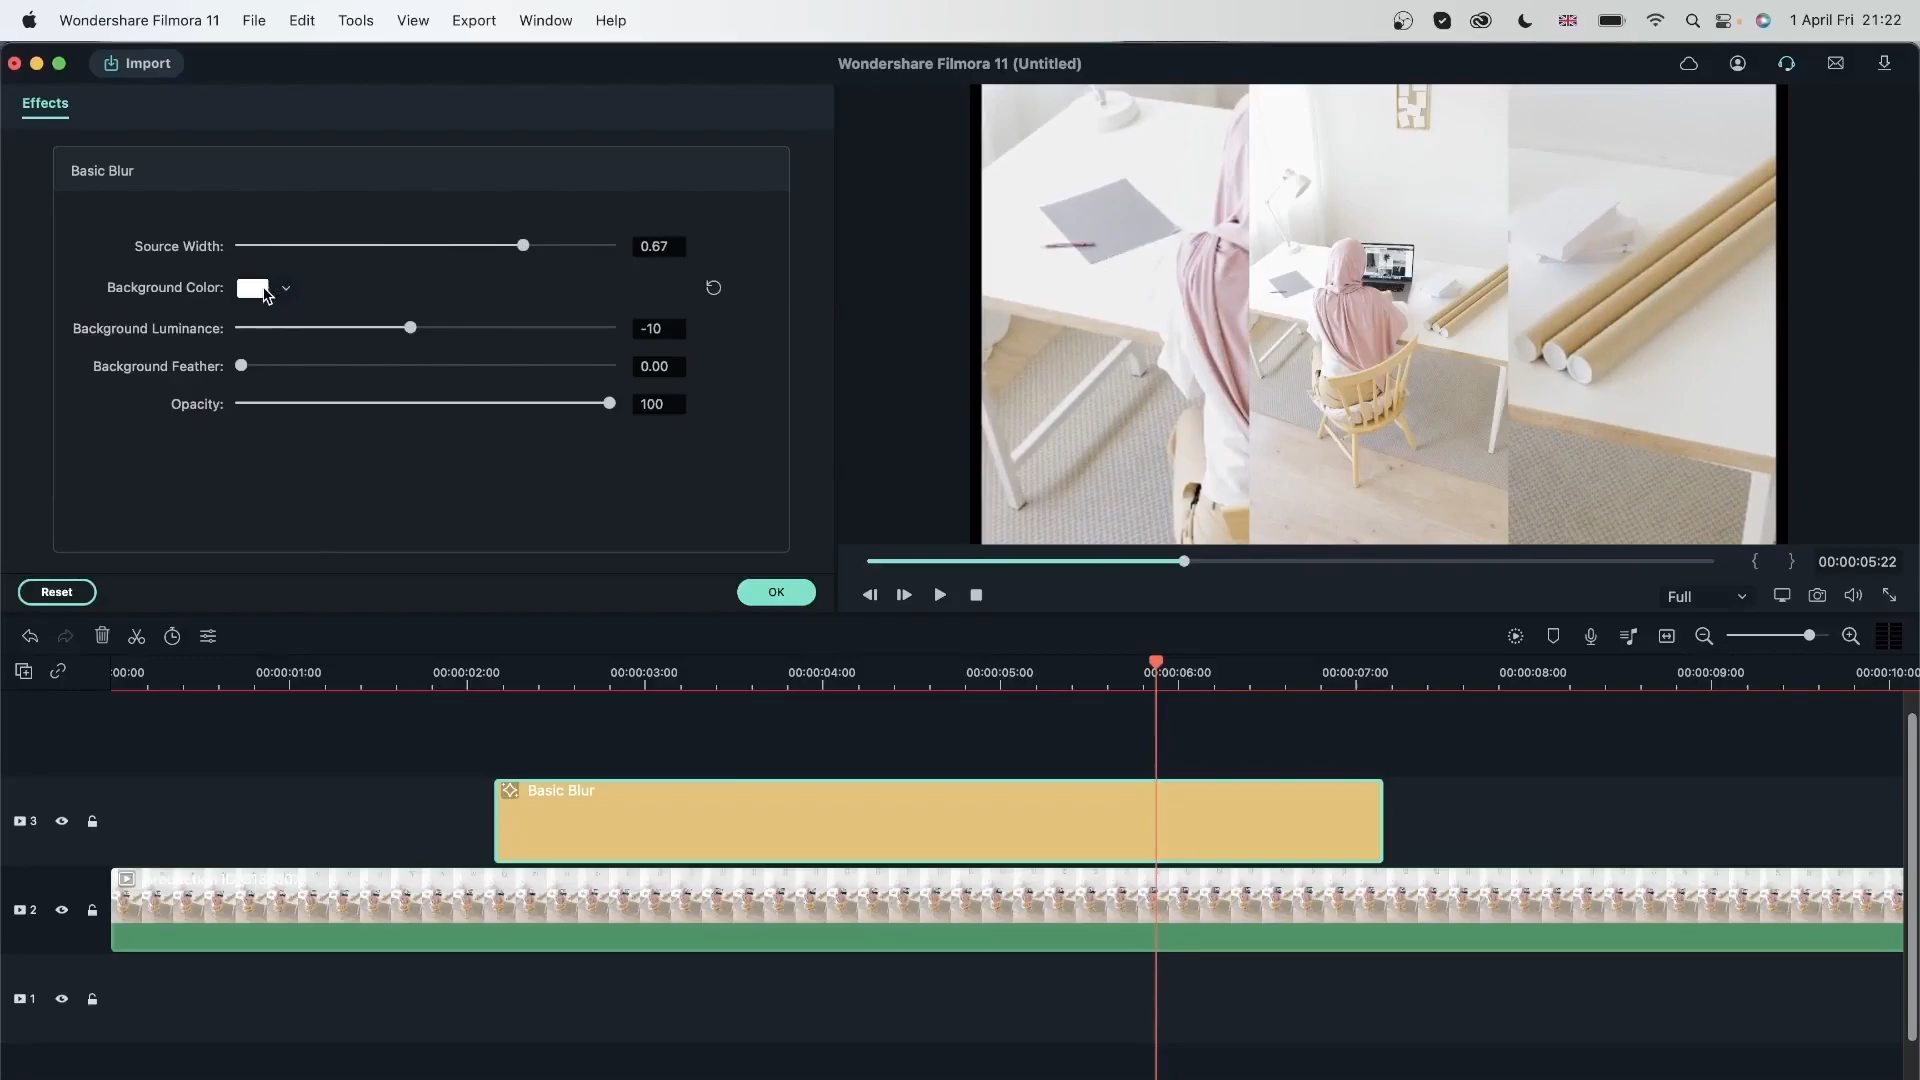 Wondershare Filmora 11 File Edit Tools View Export Window Help 1 April Fri 21:22
Import Wondershare Filmora 11 (Untitled)
Effects
Basic Blur
Source Width: 0.67
Background Color:
Background Luminance: -10
Background Feather: 0.00
Opacity: 100
00:00:05:22
Reset OK
Full
:00:00 00:00:01:00 00:00:02:00 00:00:03:00 00:00:04:00 00:00:05:00 00:00:06:00 00:00:07:00 00:00:08:00 00:00:09:00 00:00:10:00
Basic Blur
3
2
1